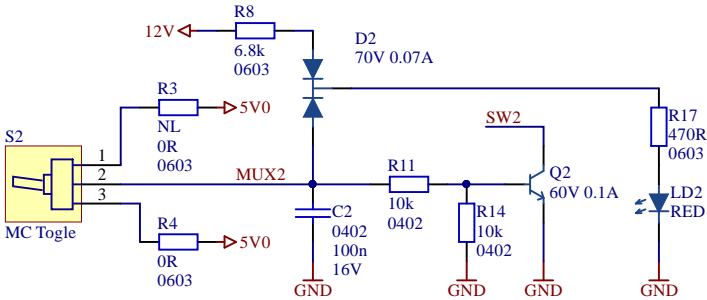 R8
12V
6.8k
0603
D2
70V 0.07A
R3
5V0
NL
0R
0603
S2
1
2
3
MC Togle
MUX2
R4
5V0
0R
0603
C2
0402
100n
16V
GND
R11
10k
0402
R14
10k
0402
GND
SW2
Q2
60V 0.1A
GND
R17
470R
0603
LD2
RED
GND